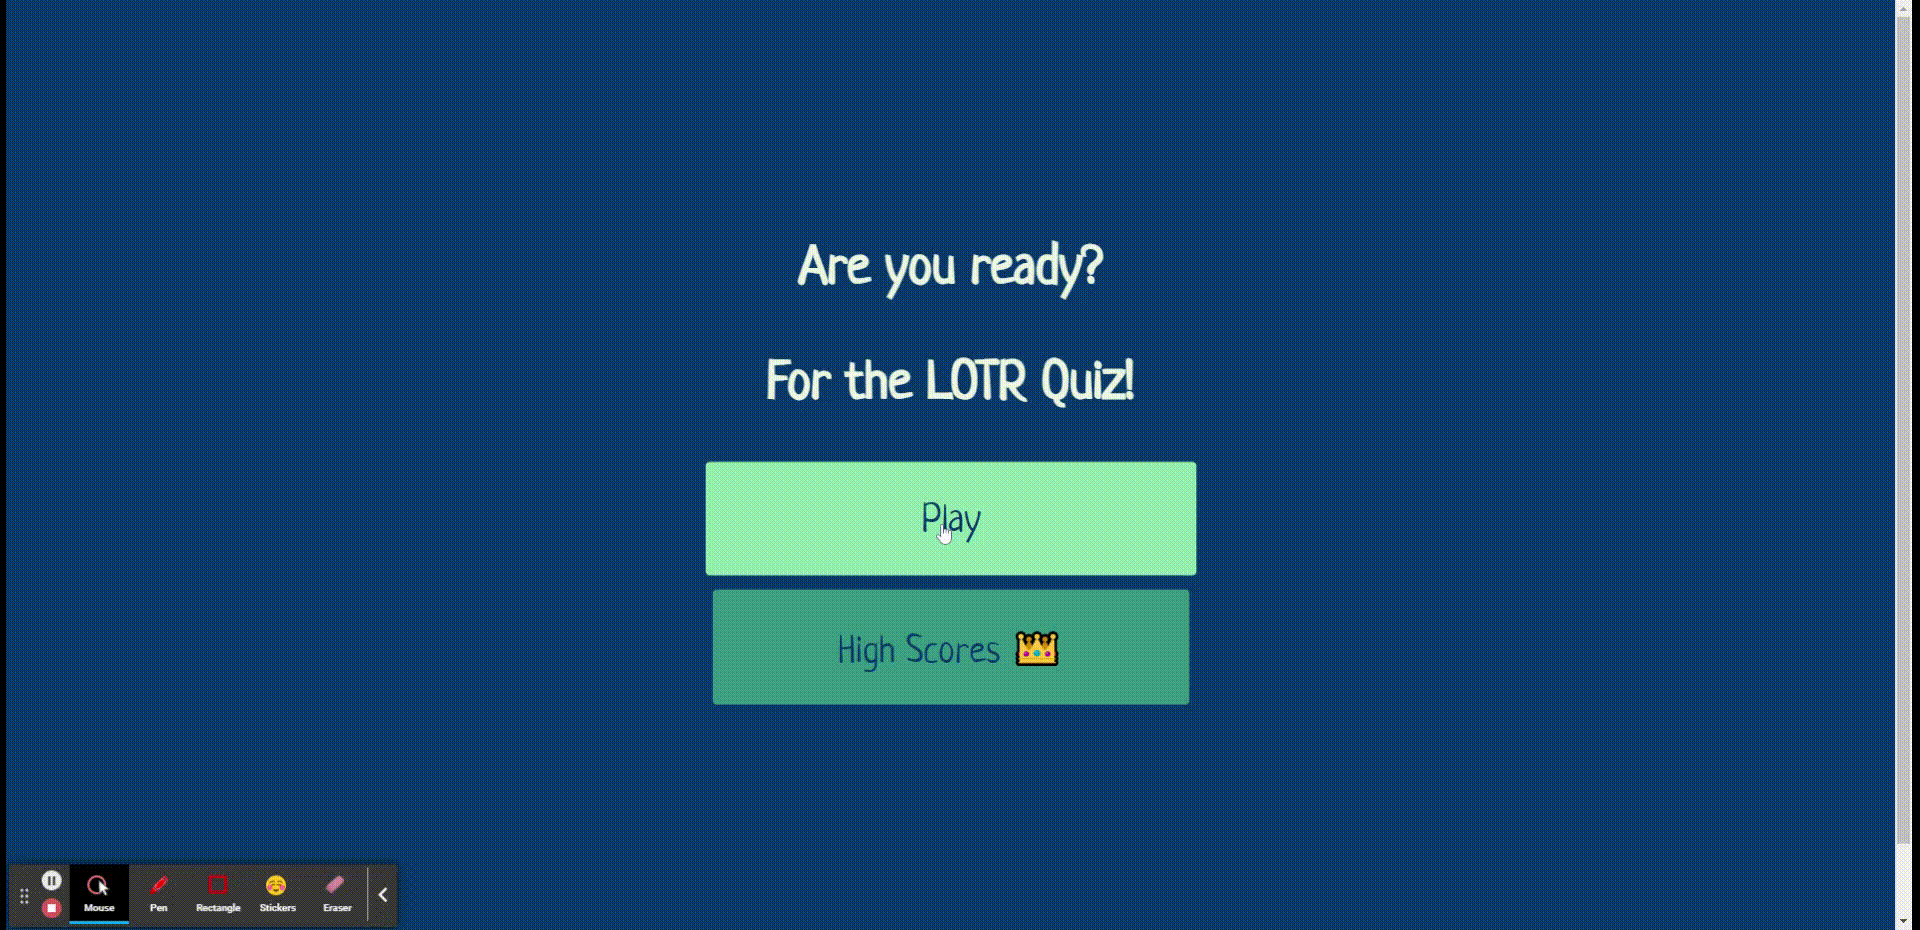 Are you ready?
For the LOTR Quiz!
Play
High Scores
Mouse
Pen
Rectangle
Stickers
Eraser